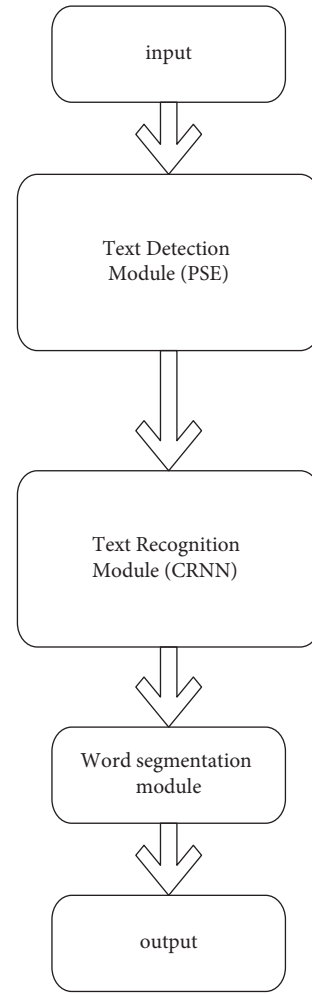 input
Text Detection
Module (PSE)
Text Recognition
Module (CRNN)
Word segmentation
module
output